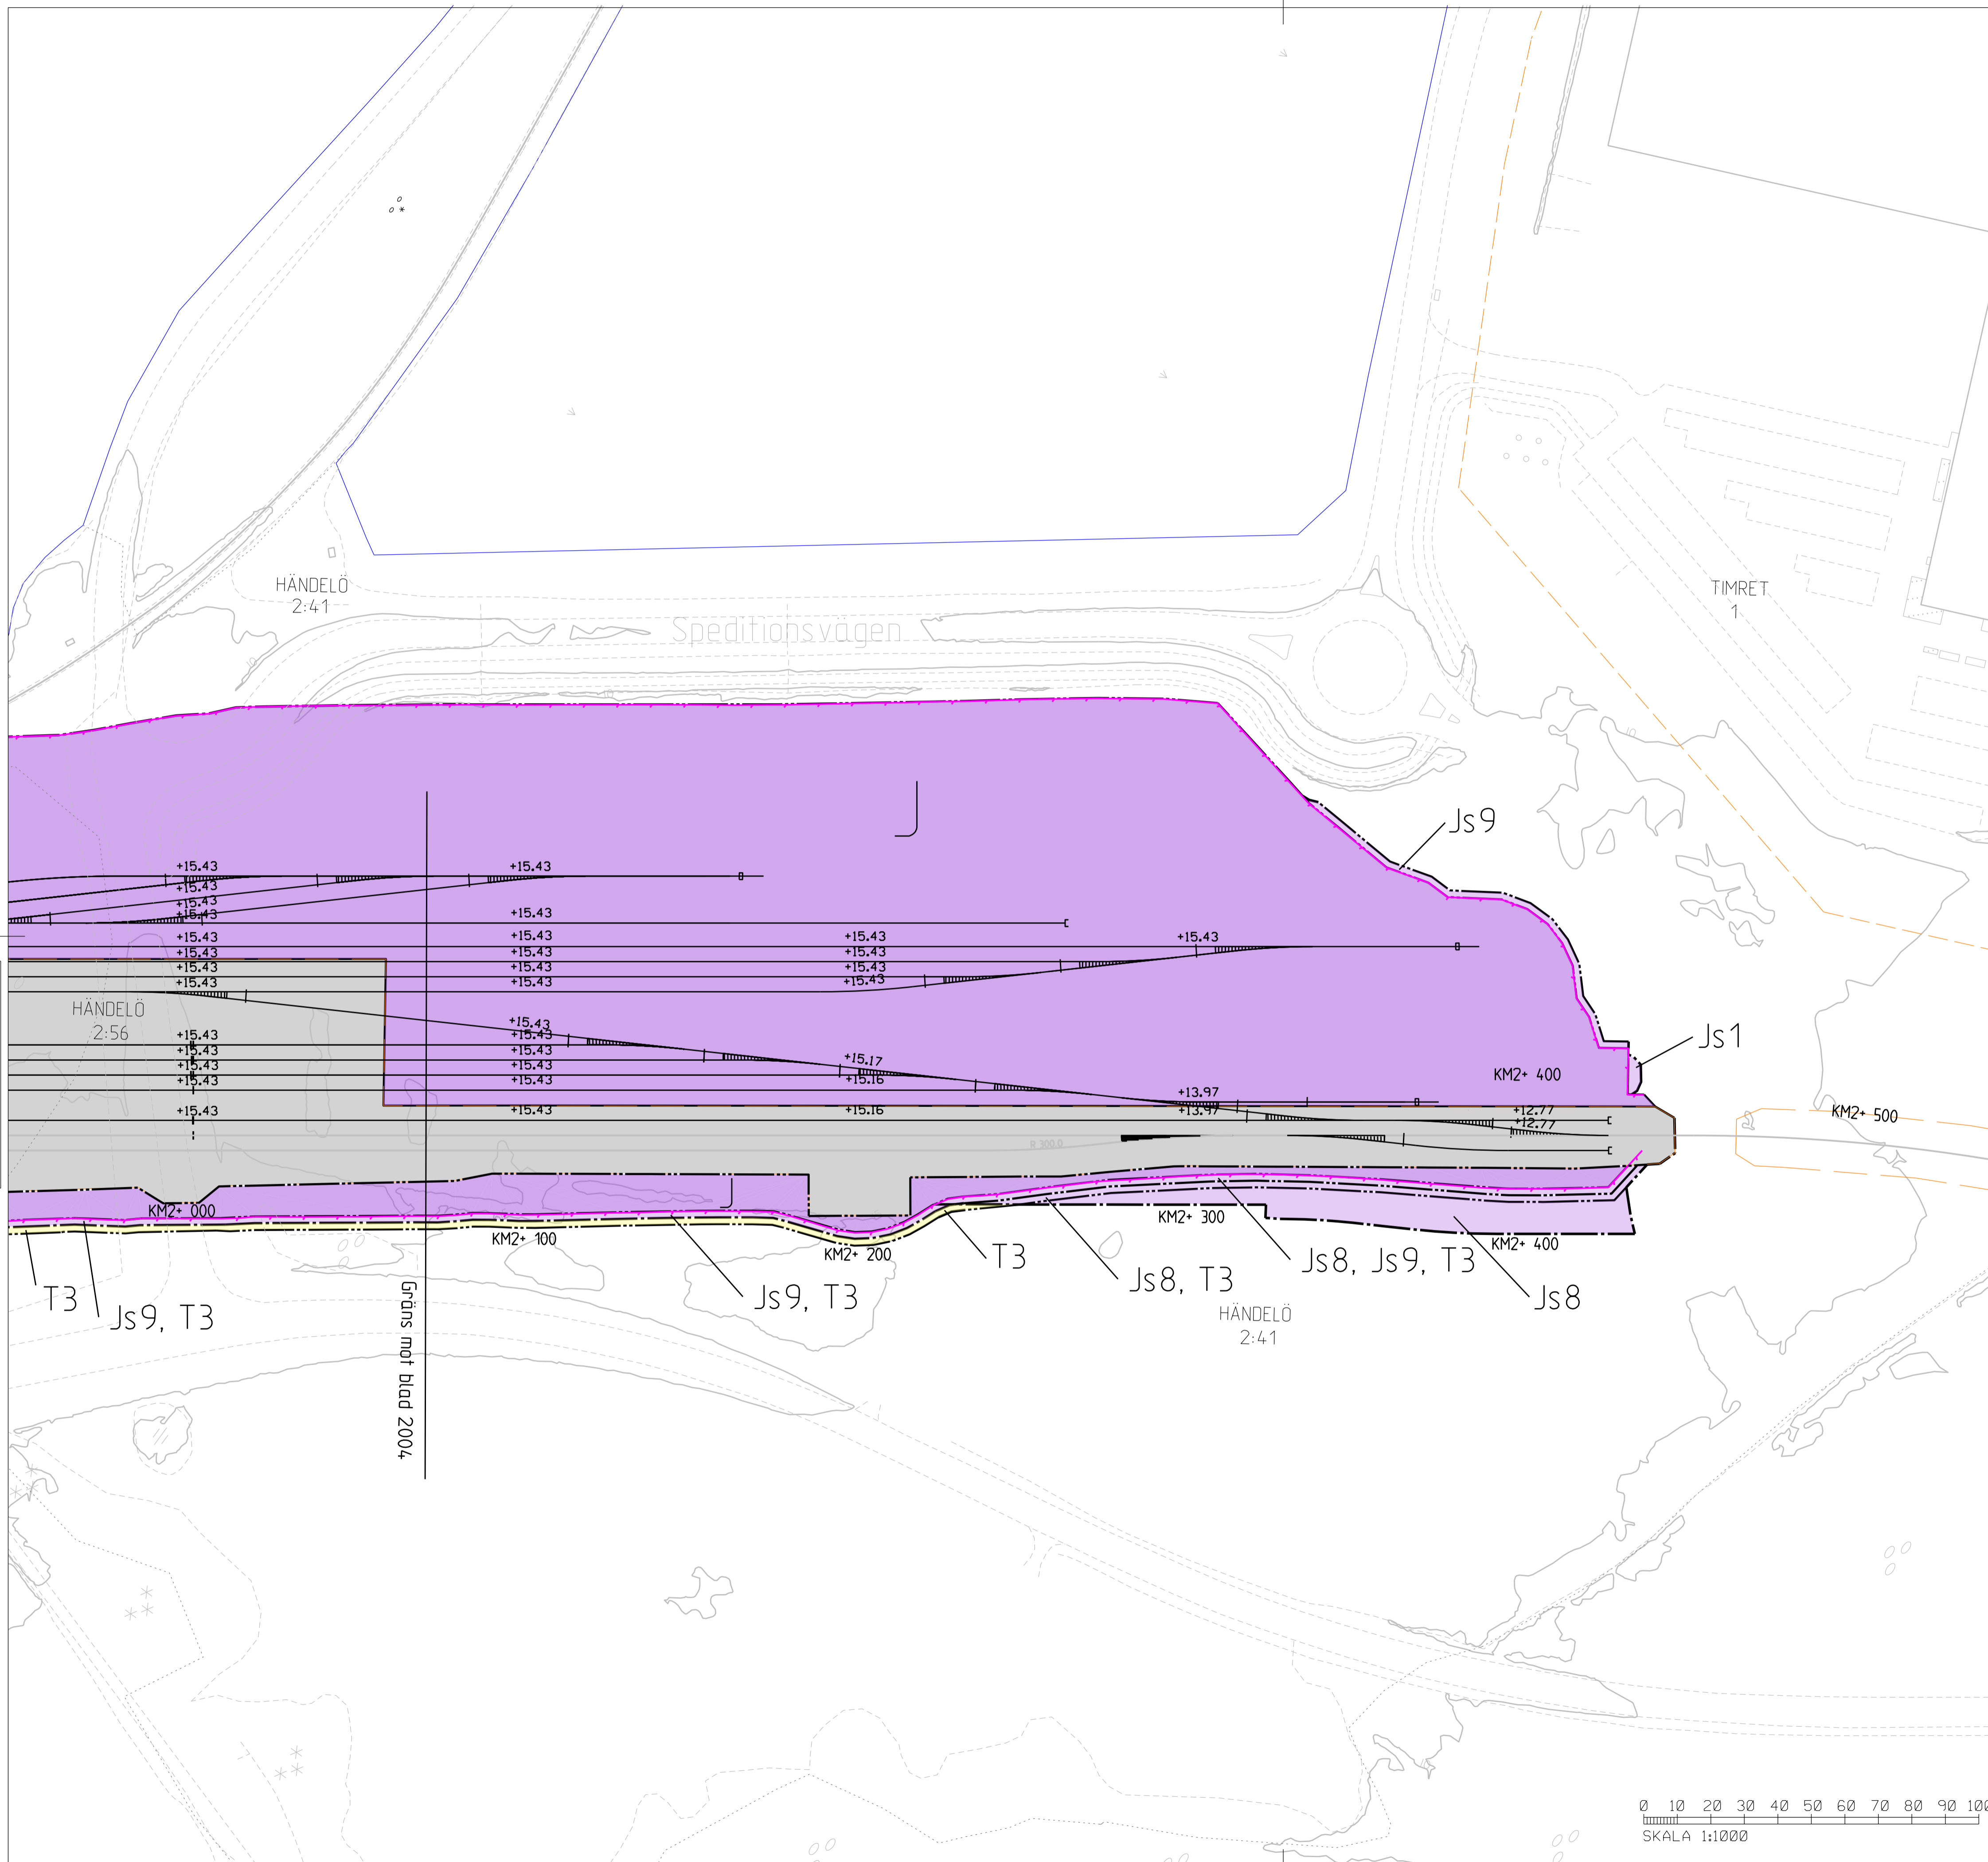 HÄNDELÖ
2:41
Speditionsvägen
TIMRET
1
J
Js9
+15.43 +15.43
+15.43
+15.43
+15.43 +15.43
+15.43 +15.43 +15.43 +15.43
+15.43 +15.43 +15.43
+15.43 +15.43 +15.43
+15.43 +15.43 +15.43
HÄNDELÖ
2:56
+15.43
+15.43 +15.43
+15.43 +15.43 +15.17
+15.43 +15.43
+15.43 +15.43 +15.16
Js1
KM2+ 400
+13.97
+15.43 +15.43 +15.16 +13.97 +12.77
+12.77
KM2+ 500
R 300.0
J
KM2+ 000
KM2+ 100
KM2+ 200
KM2+ 300
KM2+ 400
T3
Js9, T3
Js9, T3
T3
Js8, T3
Js8, Js9, T3
Js8
HÄNDELÖ
2:41
Gräns mot blad 2004
0 10 20 30 40 50 60 70 80 90 100
SKALA 1:1000